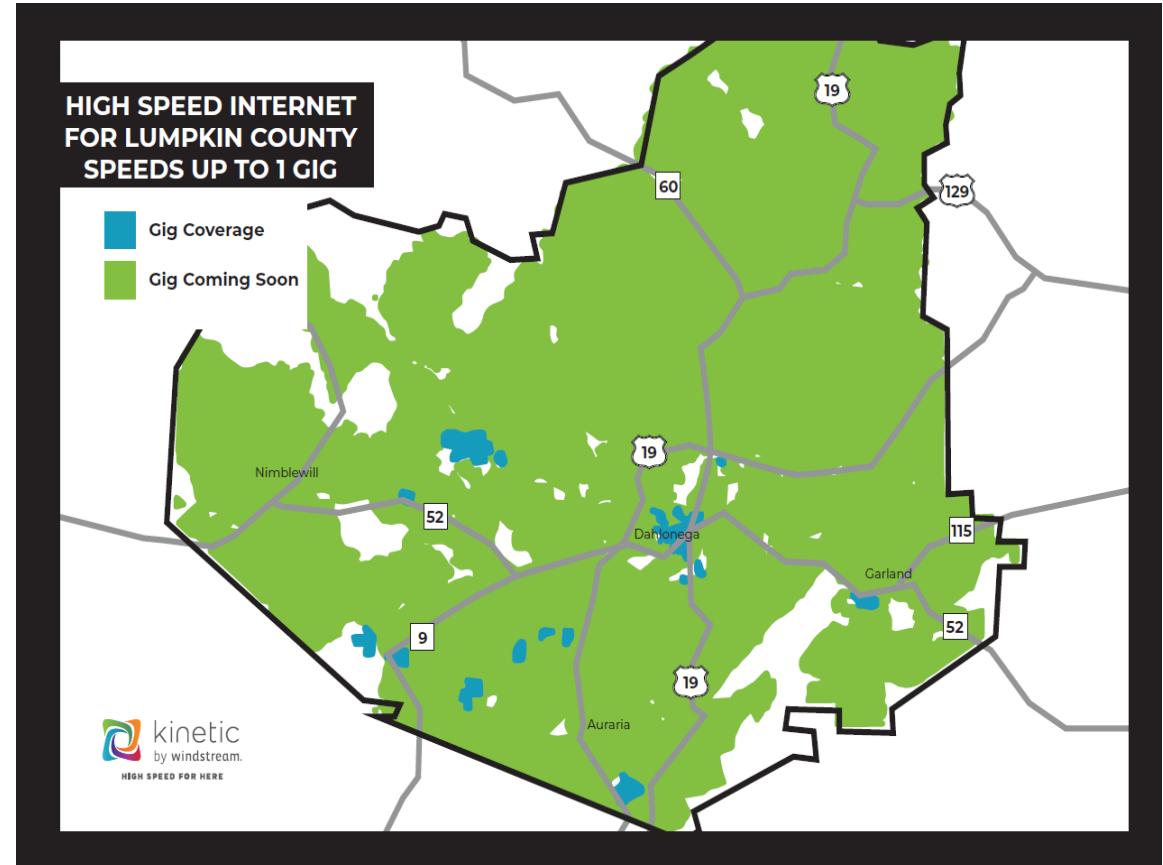 HIGH SPEED INTERNET
FOR LUMPKIN COUNTY
SPEEDS UP TO 1 GIG
Gig Coverage
Gig Coming Soon
19
60
129
19
Nimblewill
52
Dahlonega
115
Garland
52
9
19
Auraria
kinetic
by windstream.
HIGH SPEED FOR HERE